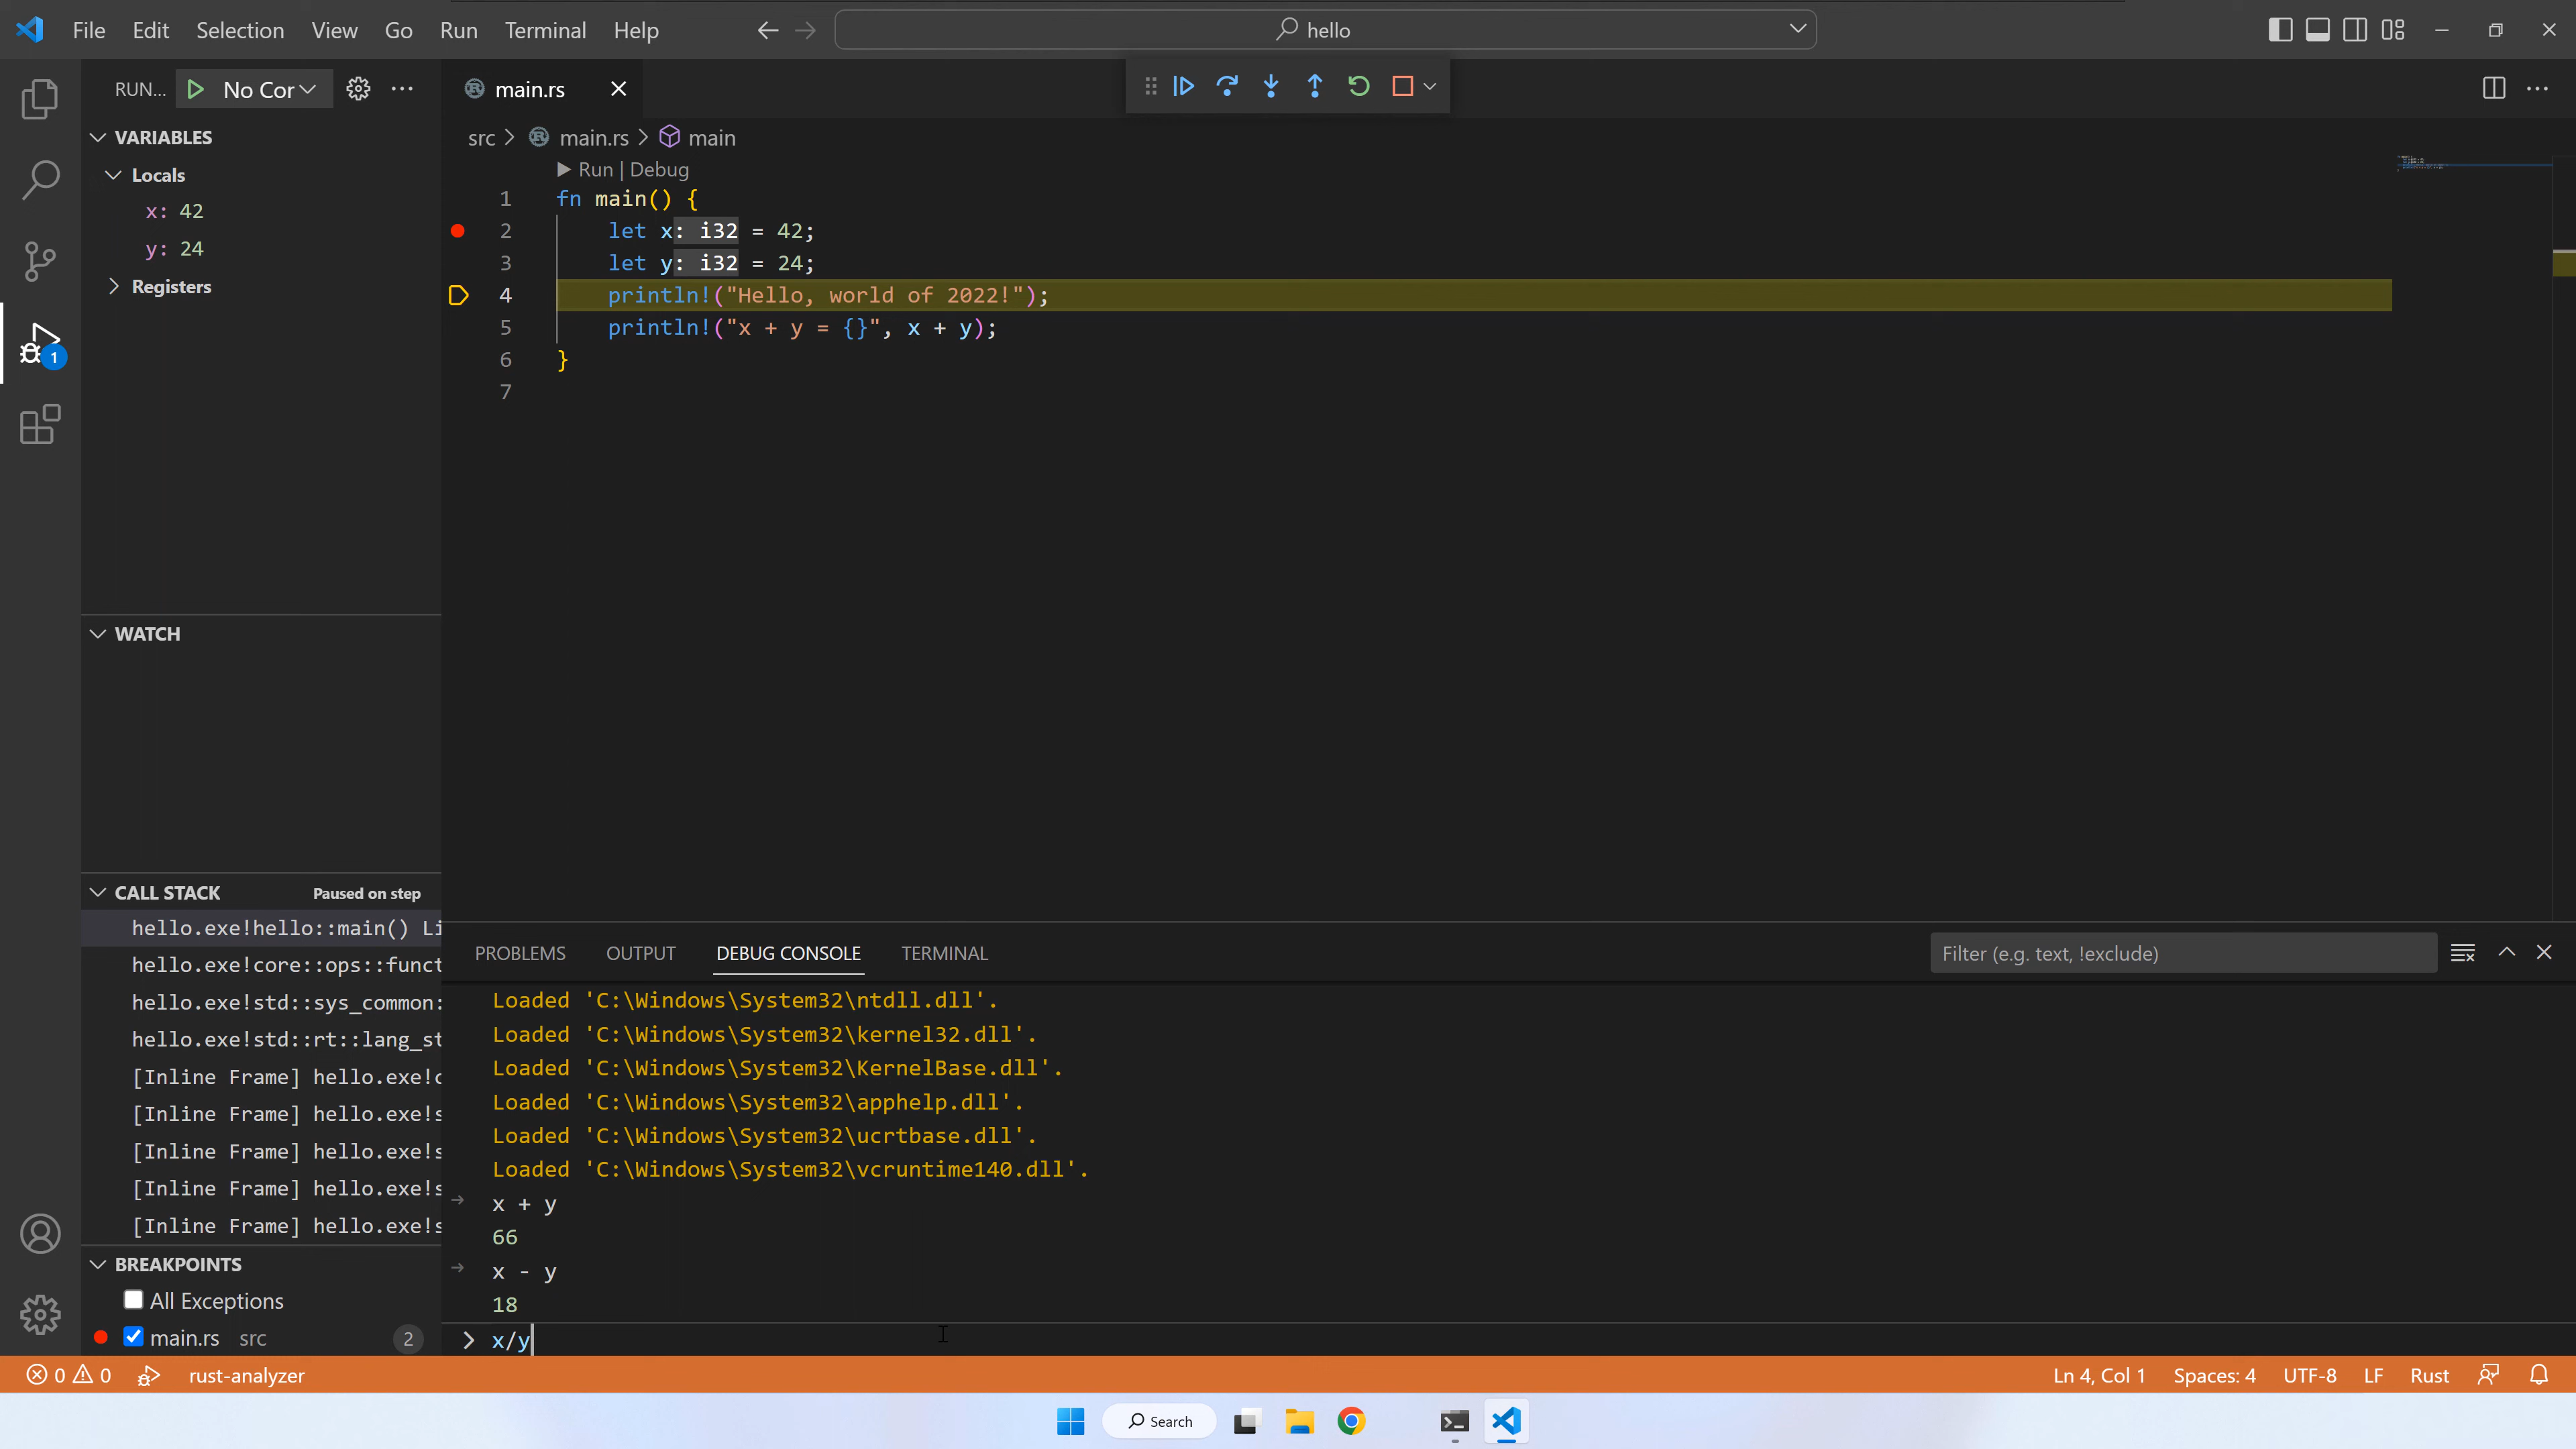 File Edit Selection View Go Run Terminal Help
hello
RUN... No Cor
main.rs
src > main.rs > main
VARIABLES
Locals
x: 42
y: 24
Registers
WATCH
CALL STACK Paused on step
hello.exe!hello::main() Li
hello.exe!core::ops::funct
hello.exe!std::sys_common:
hello.exe!std::rt::lang_st
[Inline Frame] hello.exe!c
[Inline Frame] hello.exe!s
[Inline Frame] hello.exe!s
[Inline Frame] hello.exe!s
[Inline Frame] hello.exe!s
BREAKPOINTS
All Exceptions
main.rs src 2
1
Run | Debug
1 fn main() {
2 let x: i32 = 42;
3 let y: i32 = 24;
4 println!("Hello, world of 2022!");
5 println!("x + y = {}", x + y);
6 }
7
PROBLEMS OUTPUT DEBUG CONSOLE TERMINAL
Filter (e.g. text, !exclude)
Loaded 'C:\Windows\System32\ntdll.dll'.
Loaded 'C:\Windows\System32\kernel32.dll'.
Loaded 'C:\Windows\System32\KernelBase.dll'.
Loaded 'C:\Windows\System32\apphelp.dll'.
Loaded 'C:\Windows\System32\ucrtbase.dll'.
Loaded 'C:\Windows\System32\vcruntime140.dll'.
x + y
66
x - y
18
x/y
0 0 rust-analyzer
Ln 4, Col 1 Spaces: 4 UTF-8 LF Rust
Search